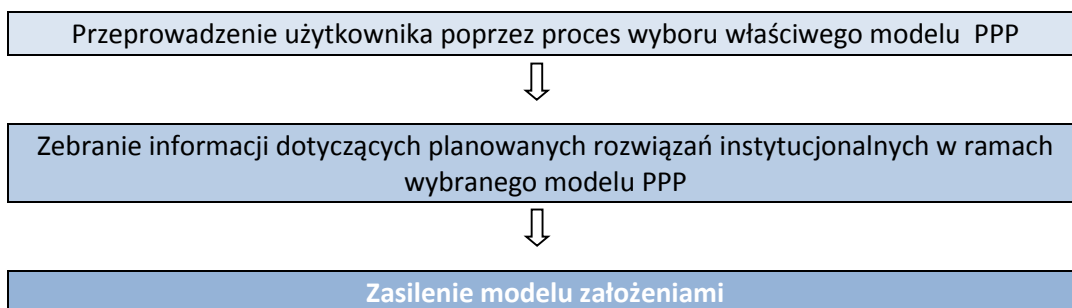 Przeprowadzenie użytkownika poprzez proces wyboru właściwego modelu PPP
Zebranie informacji dotyczących planowanych rozwiązań instytucjonalnych w ramach
wybranego modelu PPP
Zasilenie modelu założeniami